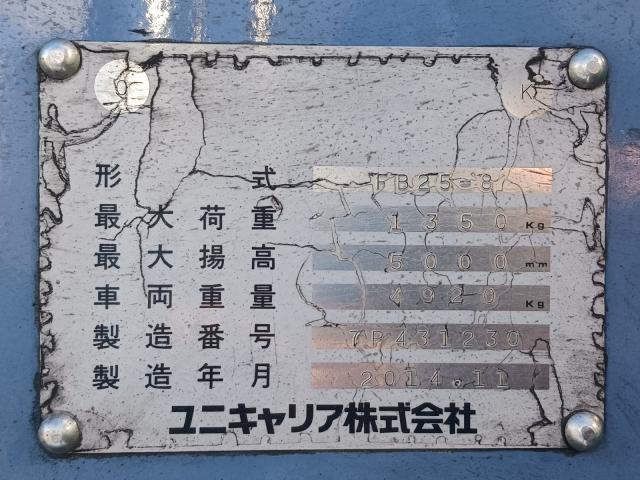 形式 FB25-8
最大荷重 1350 Kg
最大揚高 5000 mm
車両重量 4920 Kg
製造番号 7P431230
製造年月 2014.11
ユニキャリア株式会社